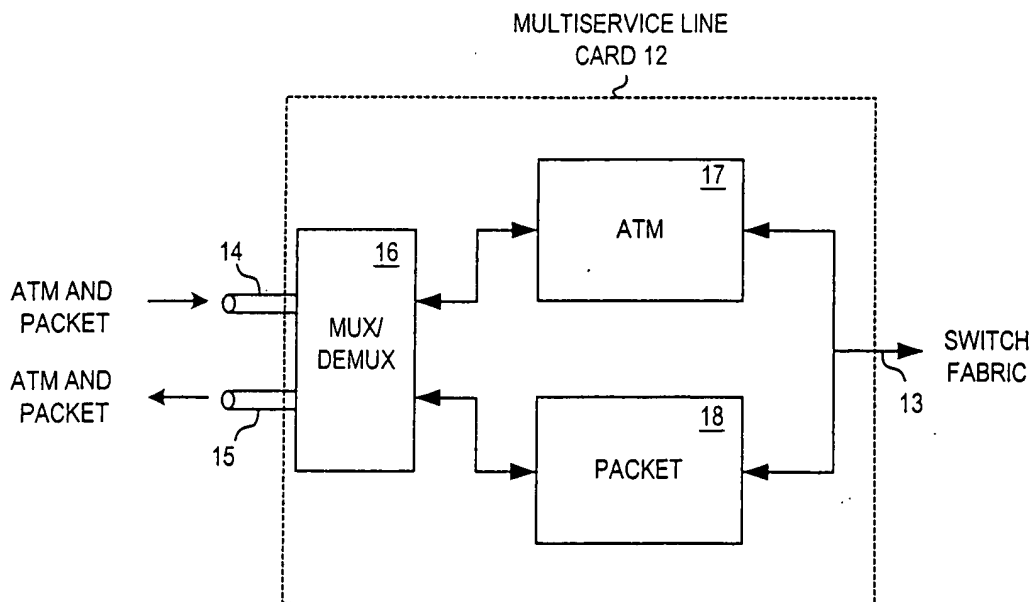 MULTISERVICE LINE
CARD 12
17
ATM
16
14
ATM AND
PACKET
MUX/
DEMUX
SWITCH
FABRIC
13
ATM AND
PACKET
15
18
PACKET